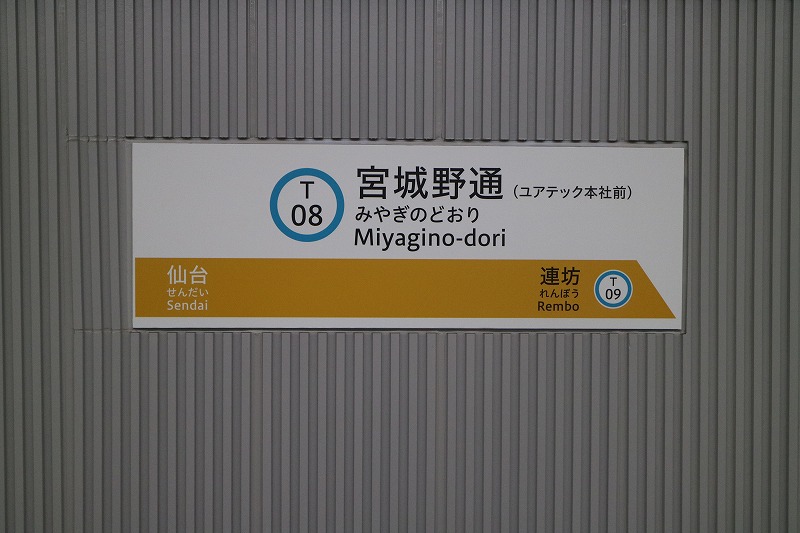 T
08
宮城野通（ユアテック本社前）
みやぎのどおり
Miyagino-dori
仙台
せんだい
Sendai
連坊
れんぼう
Rembo
T
09